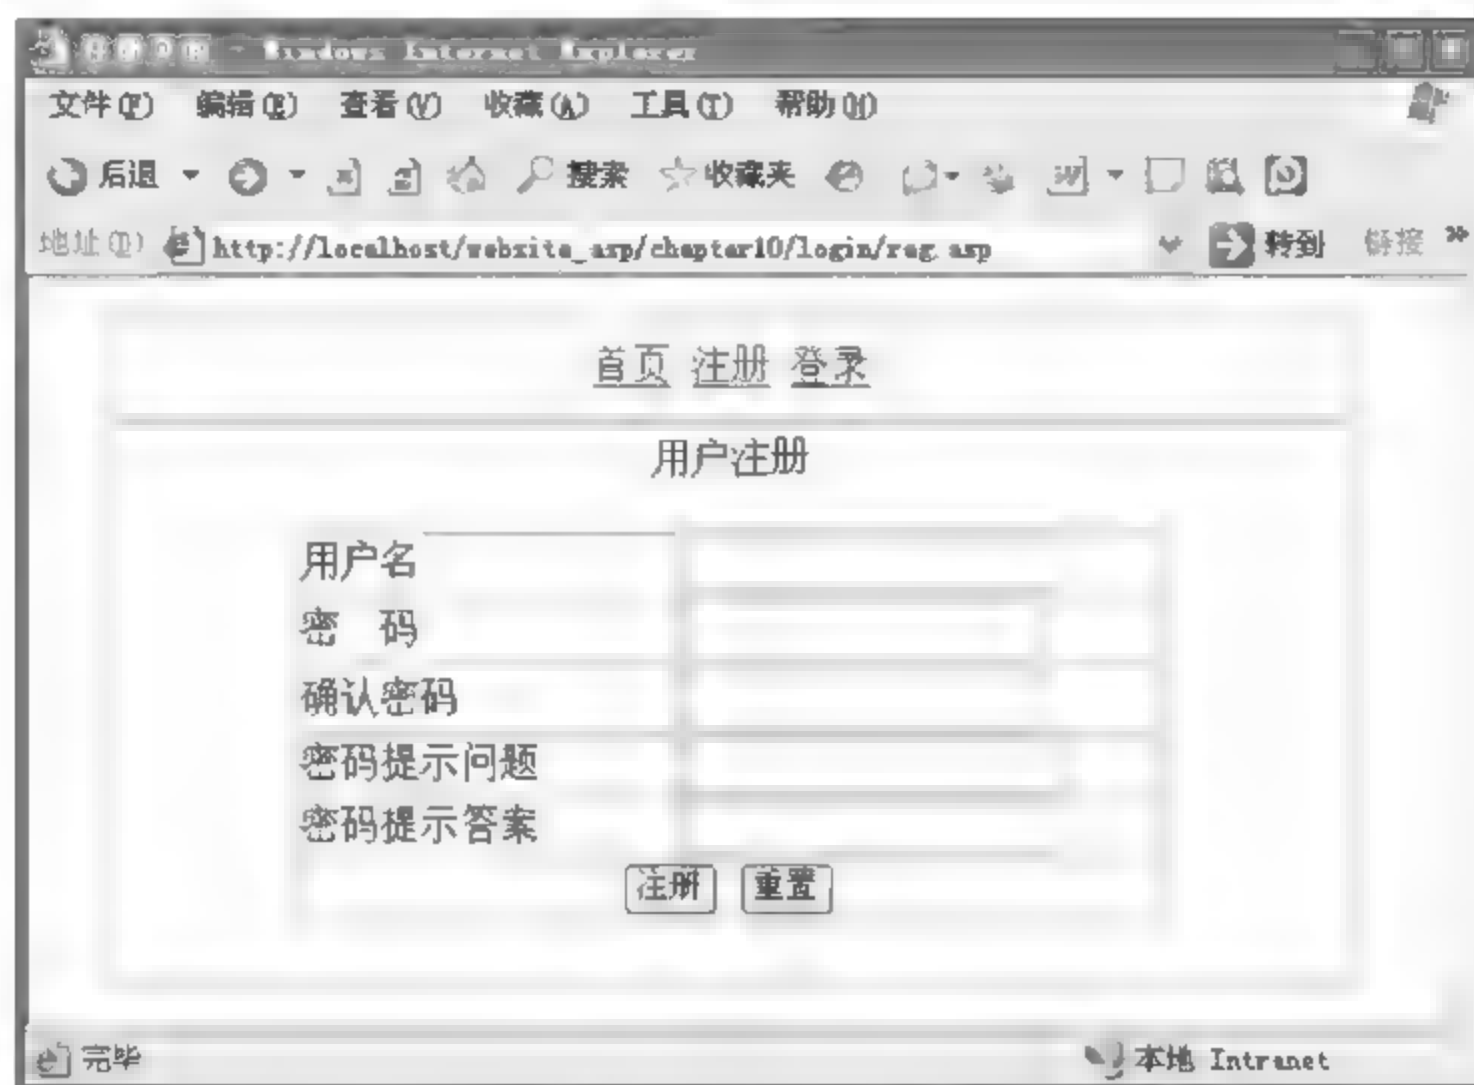 Windows Internet Explorer
文件(F) 编辑(E) 查看(V) 收藏(A) 工具(T) 帮助(H)
后退 搜索 收藏夹
地址(D) http://localhost/website_asp/chapter10/login/reg.asp 转到 链接 »
首页 注册 登录
用户注册
用户名
密 码
确认密码
密码提示问题
密码提示答案
注册 重置
完毕 本地 Intranet